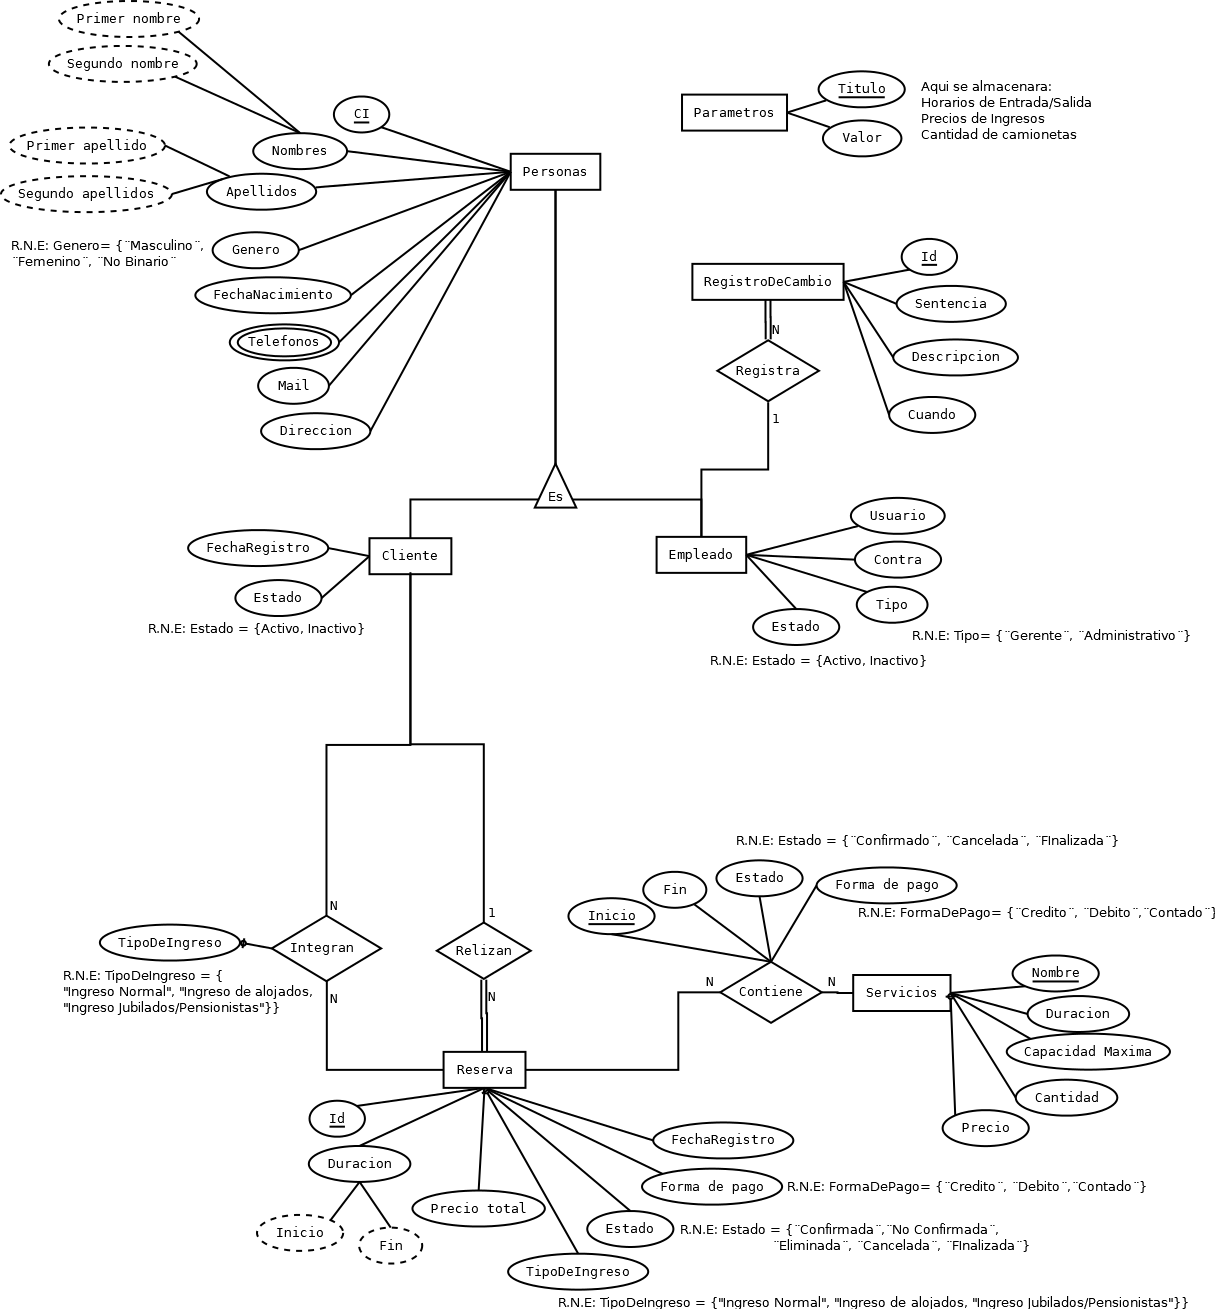 Primer nombre
Segundo nombre
CI
Nombres
Primer apellido
Segundo apellidos
Apellidos
Personas
Parametros
Titulo
Valor
Aqui se almacenara:
Horarios de Entrada/Salida
Precios de Ingresos
Cantidad de camionetas
R.N.E: Genero= {¨Masculino¨,
¨Femenino¨, ¨No Binario¨
Genero
FechaNacimiento
Telefonos
Mail
Direccion
RegistroDeCambio
Id
Sentencia
Descripcion
Cuando
N
Registra
1
Es
FechaRegistro
Cliente
Estado
R.N.E: Estado = {Activo, Inactivo}
Empleado
Usuario
Contra
Tipo
Estado
R.N.E: Tipo= {¨Gerente¨, ¨Administrativo¨}
R.N.E: Estado = {Activo, Inactivo}
R.N.E: Estado = {¨Confirmado¨, ¨Cancelada¨, ¨FInalizada¨}
Inicio
Fin
Estado
Forma de pago
R.N.E: FormaDePago= {¨Credito¨, ¨Debito¨,¨Contado¨}
N
1
TipoDeIngreso
Integran
Relizan
R.N.E: TipoDeIngreso = {
"Ingreso Normal", "Ingreso de alojados,
"Ingreso Jubilados/Pensionistas"}}
N
N
N
Contiene
N
Servicios
Nombre
Duracion
Capacidad Maxima
Cantidad
Precio
Reserva
Id
Duracion
Inicio
Fin
Precio total
TipoDeIngreso
Estado
Forma de pago
FechaRegistro
R.N.E: FormaDePago= {¨Credito¨, ¨Debito¨,¨Contado¨}
R.N.E: Estado = {¨Confirmada¨,¨No Confirmada¨,
¨Eliminada¨, ¨Cancelada¨, ¨FInalizada¨}
R.N.E: TipoDeIngreso = {"Ingreso Normal", "Ingreso de alojados, "Ingreso Jubilados/Pensionistas"}}